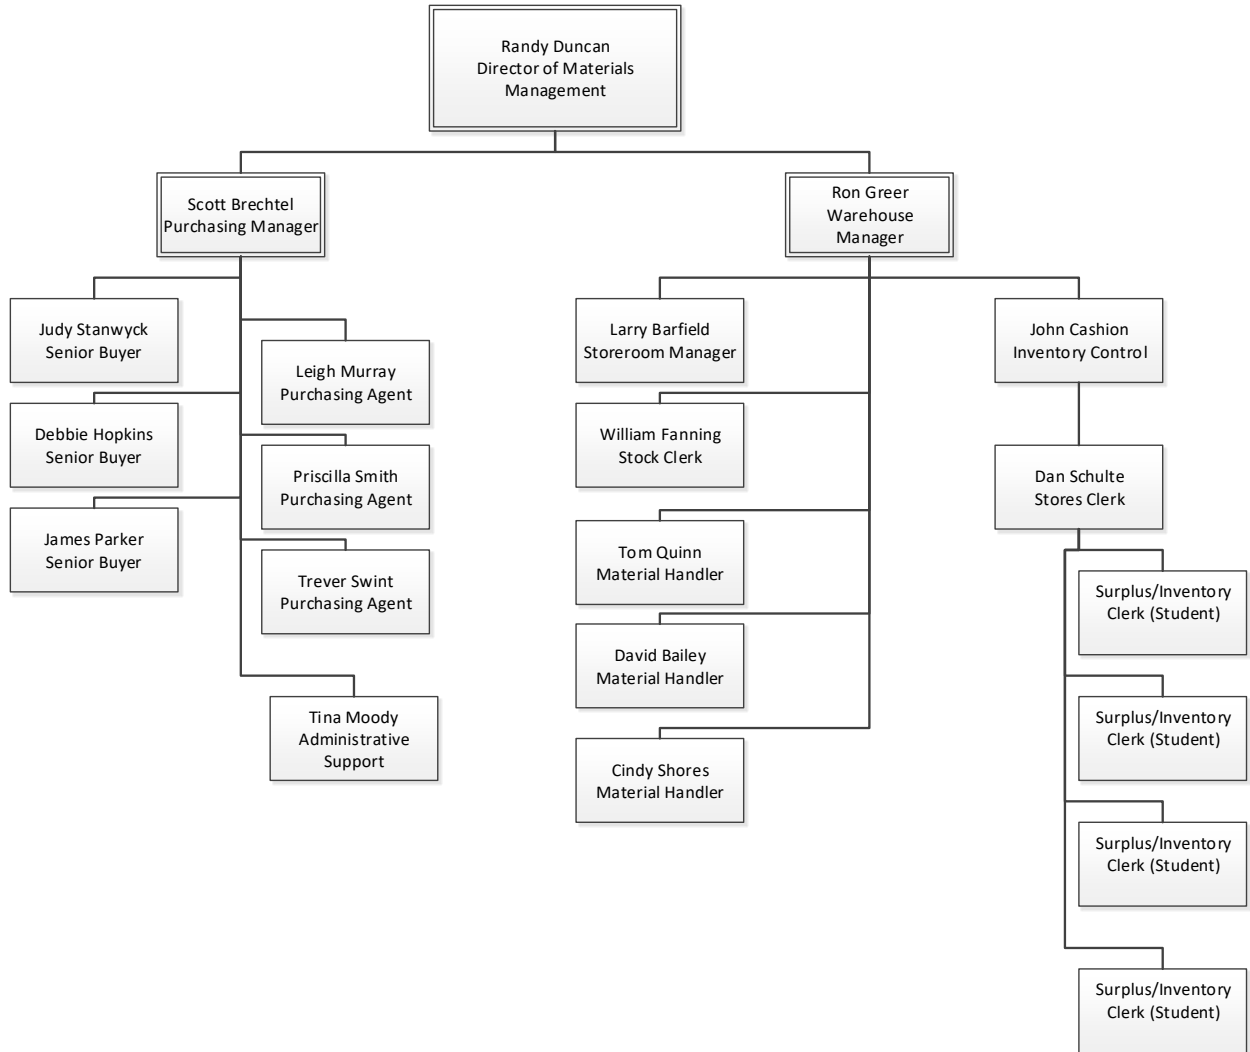 Randy Duncan
Director of Materials
Management
Scott Brechtel
Purchasing Manager
Ron Greer
Warehouse
Manager
Judy Stanwyck
Senior Buyer
Leigh Murray
Purchasing Agent
Debbie Hopkins
Senior Buyer
Priscilla Smith
Purchasing Agent
James Parker
Senior Buyer
Trever Swint
Purchasing Agent
Tina Moody
Administrative
Support
Larry Barfield
Storeroom Manager
William Fanning
Stock Clerk
Tom Quinn
Material Handler
David Bailey
Material Handler
Cindy Shores
Material Handler
John Cashion
Inventory Control
Dan Schulte
Stores Clerk
Surplus/Inventory
Clerk (Student)
Surplus/Inventory
Clerk (Student)
Surplus/Inventory
Clerk (Student)
Surplus/Inventory
Clerk (Student)